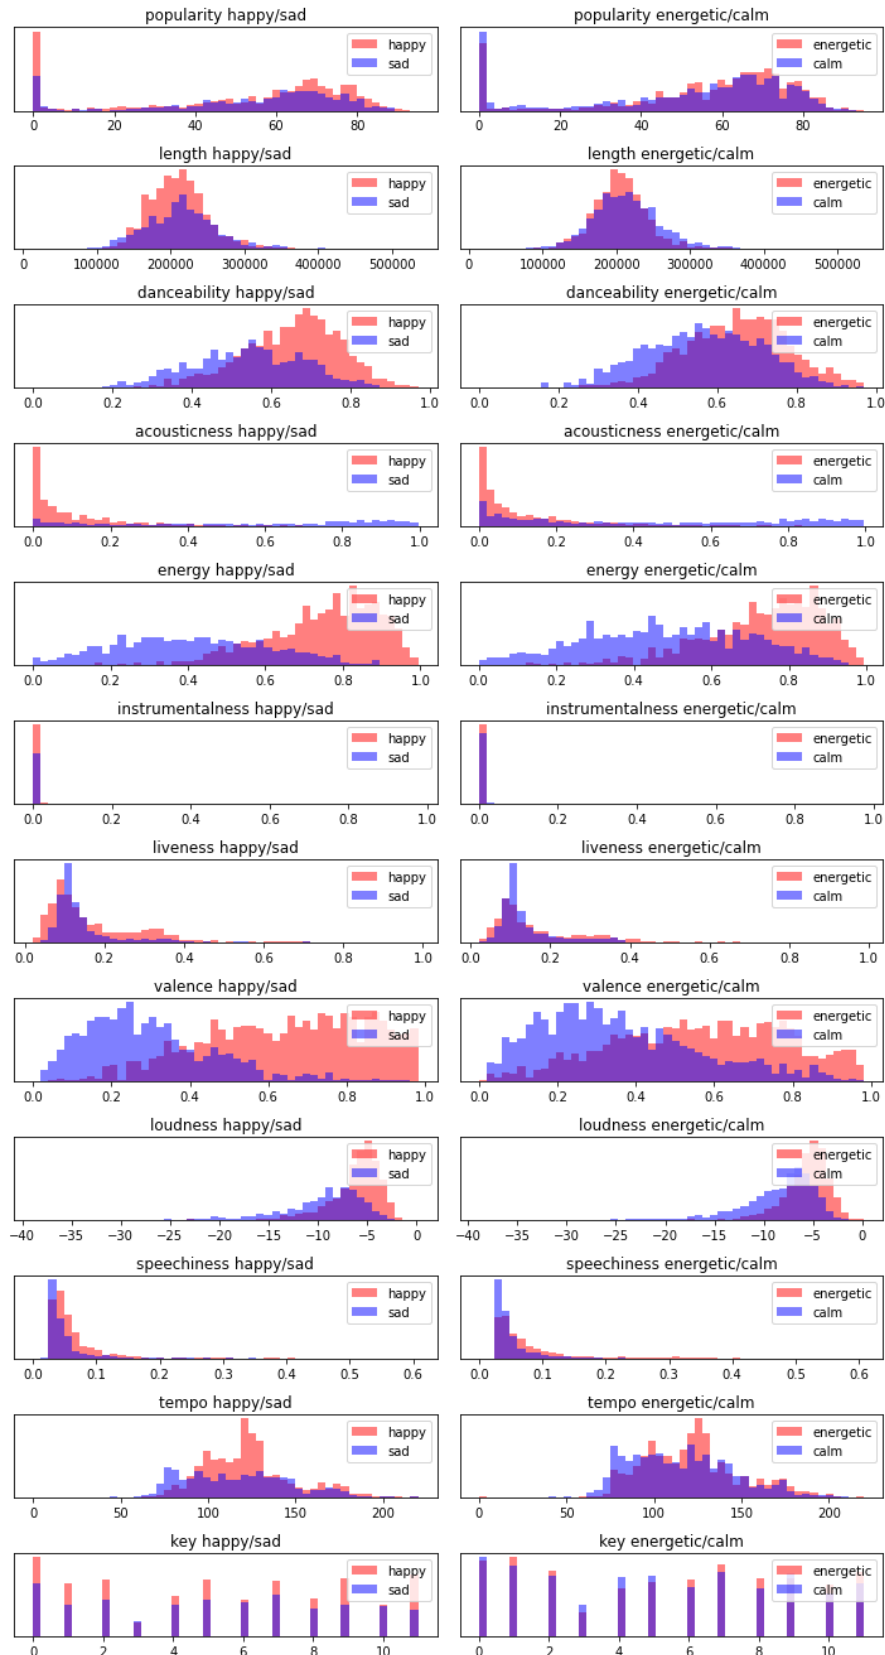 popularity happy/sad
happy
sad
0 20 40 60 80
popularity energetic/calm
energetic
calm
0 20 40 60 80
length happy/sad
happy
sad
0 100000 200000 300000 400000 500000
length energetic/calm
energetic
calm
0 100000 200000 300000 400000 500000
danceability happy/sad
happy
sad
0.0 0.2 0.4 0.6 0.8 1.0
danceability energetic/calm
energetic
calm
0.0 0.2 0.4 0.6 0.8 1.0
acousticness happy/sad
happy
sad
0.0 0.2 0.4 0.6 0.8 1.0
acousticness energetic/calm
energetic
calm
0.0 0.2 0.4 0.6 0.8 1.0
energy happy/sad
happy
sad
0.0 0.2 0.4 0.6 0.8 1.0
energy energetic/calm
energetic
calm
0.0 0.2 0.4 0.6 0.8 1.0
instrumentalness happy/sad
happy
sad
0.0 0.2 0.4 0.6 0.8 1.0
instrumentalness energetic/calm
energetic
calm
0.0 0.2 0.4 0.6 0.8 1.0
liveness happy/sad
happy
sad
0.0 0.2 0.4 0.6 0.8 1.0
liveness energetic/calm
energetic
calm
0.0 0.2 0.4 0.6 0.8 1.0
valence happy/sad
happy
sad
0.0 0.2 0.4 0.6 0.8 1.0
valence energetic/calm
energetic
calm
0.0 0.2 0.4 0.6 0.8 1.0
loudness happy/sad
happy
sad
−40 −35 −30 −25 −20 −15 −10 −5 0
loudness energetic/calm
energetic
calm
−40 −35 −30 −25 −20 −15 −10 −5 0
speechiness happy/sad
happy
sad
0.0 0.1 0.2 0.3 0.4 0.5 0.6
speechiness energetic/calm
energetic
calm
0.0 0.1 0.2 0.3 0.4 0.5 0.6
tempo happy/sad
happy
sad
0 50 100 150 200
tempo energetic/calm
energetic
calm
0 50 100 150 200
key happy/sad
happy
sad
0 2 4 6 8 10
key energetic/calm
energetic
calm
0 2 4 6 8 10